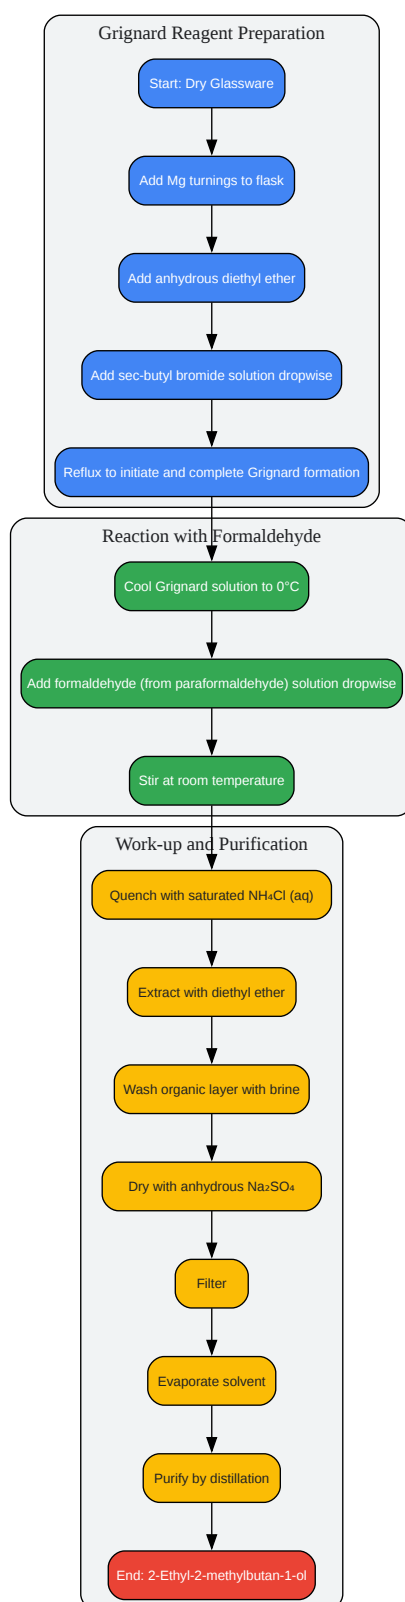 Grignard Reagent Preparation
Start: Dry Glassware
Add Mg turnings to flask
Add anhydrous diethyl ether
Add sec-butyl bromide solution dropwise
Reflux to initiate and complete Grignard formation
Reaction with Formaldehyde
Cool Grignard solution to 0°C
Add formaldehyde (from paraformaldehyde) solution dropwise
Stir at room temperature
Work-up and Purification
Quench with saturated NH₄Cl (aq)
Extract with diethyl ether
Wash organic layer with brine
Dry with anhydrous Na₂SO₄
Filter
Evaporate solvent
Purify by distillation
End: 2-Ethyl-2-methylbutan-1-ol